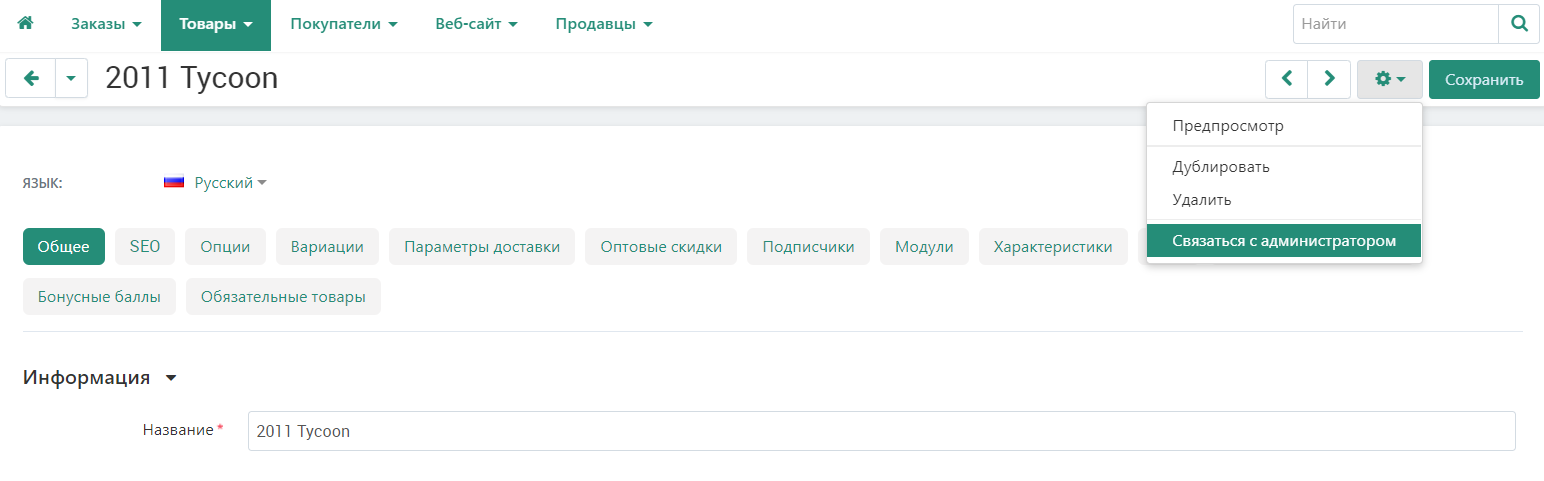 Заказы Товары Покупатели Веб-сайт Продавцы Найти
2011 Tycoon Сохранить
Предпросмотр
Дублировать
Удалить
Связаться с администратором
ЯЗЫК: Русский
Общее SEO Опции Вариации Параметры доставки Оптовые скидки Подписчики Модули Характеристики
Бонусные баллы Обязательные товары
Информация
Название* 2011 Tycoon